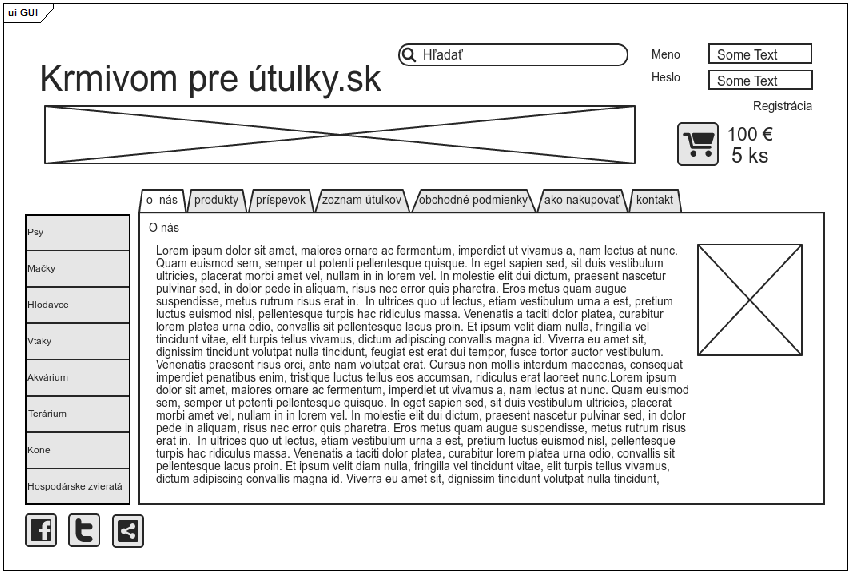 ui GUI
Krmivom pre útulky.sk
Hľadať
Meno
Some Text
Heslo
Some Text
Registrácia
100 €
5 ks
o nás
produkty
príspevok
zoznam útulkov
obchodné podmienky
ako nakupovať
kontakt
Psy
Mačky
Hlodavce
Vtáky
Akvárium
Terárium
Kone
Hospodárske zvieratá
O nás
Lorem ipsum dolor sit amet, maiores ornare ac fermentum, imperdiet ut vivamus a, nam lectus at nunc.
Quam euismod sem, semper ut potenti pellentesque quisque. In eget sapien sed, sit duis vestibulum
ultricies, placerat morbi amet vel, nullam in in lorem vel. In molestie elit dui dictum, praesent nascetur
pulvinar sed, in dolor pede in aliquam, risus nec error quis pharetra. Eros metus quam augue
suspendisse, metus rutrum risus erat in.  In ultrices quo ut lectus, etiam vestibulum urna a est, pretium
luctus euismod nisl, pellentesque turpis hac ridiculus massa. Venenatis a taciti dolor platea, curabitur
lorem platea urna odio, convallis sit pellentesque lacus proin. Et ipsum velit diam nulla, fringilla vel
tincidunt vitae, elit turpis tellus vivamus, dictum adipiscing convallis magna id. Viverra eu amet sit,
dignissim tincidunt volutpat nulla tincidunt, feugiat est erat dui tempor, fusce tortor auctor vestibulum.
Venenatis praesent risus orci, ante nam volutpat erat. Cursus non mollis interdum maecenas, consequat
imperdiet penatibus enim, tristique luctus tellus eos accumsan, ridiculus erat laoreet nunc.Lorem ipsum
dolor sit amet, maiores ornare ac fermentum, imperdiet ut vivamus a, nam lectus at nunc. Quam euismod
sem, semper ut potenti pellentesque quisque. In eget sapien sed, sit duis vestibulum ultricies, placerat
morbi amet vel, nullam in in lorem vel. In molestie elit dui dictum, praesent nascetur pulvinar sed, in dolor
pede in aliquam, risus nec error quis pharetra. Eros metus quam augue suspendisse, metus rutrum risus
erat in.  In ultrices quo ut lectus, etiam vestibulum urna a est, pretium luctus euismod nisl, pellentesque
turpis hac ridiculus massa. Venenatis a taciti dolor platea, curabitur lorem platea urna odio, convallis sit
pellentesque lacus proin. Et ipsum velit diam nulla, fringilla vel tincidunt vitae, elit turpis tellus vivamus,
dictum adipiscing convallis magna id. Viverra eu amet sit, dignissim tincidunt volutpat nulla tincidunt,